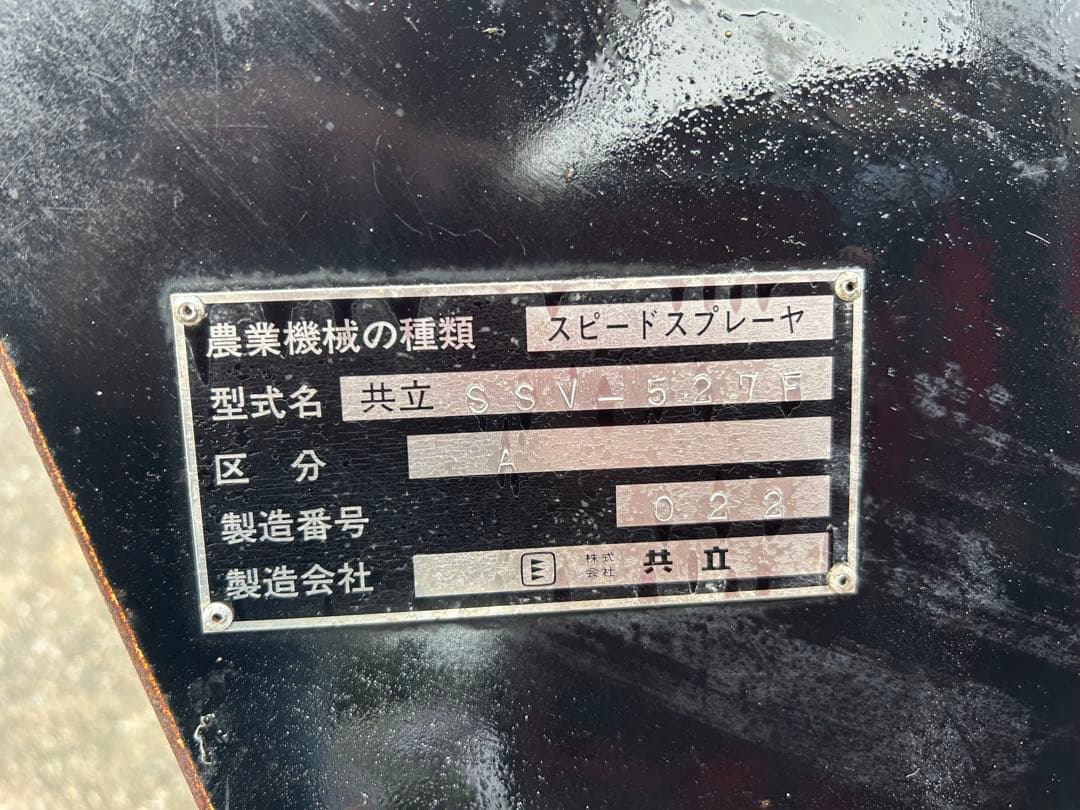 農業機械の種類 スピードスプレーヤ
型式名 共立 SSV-527F
区分 A
製造番号 022
製造会社 株式会社 共立